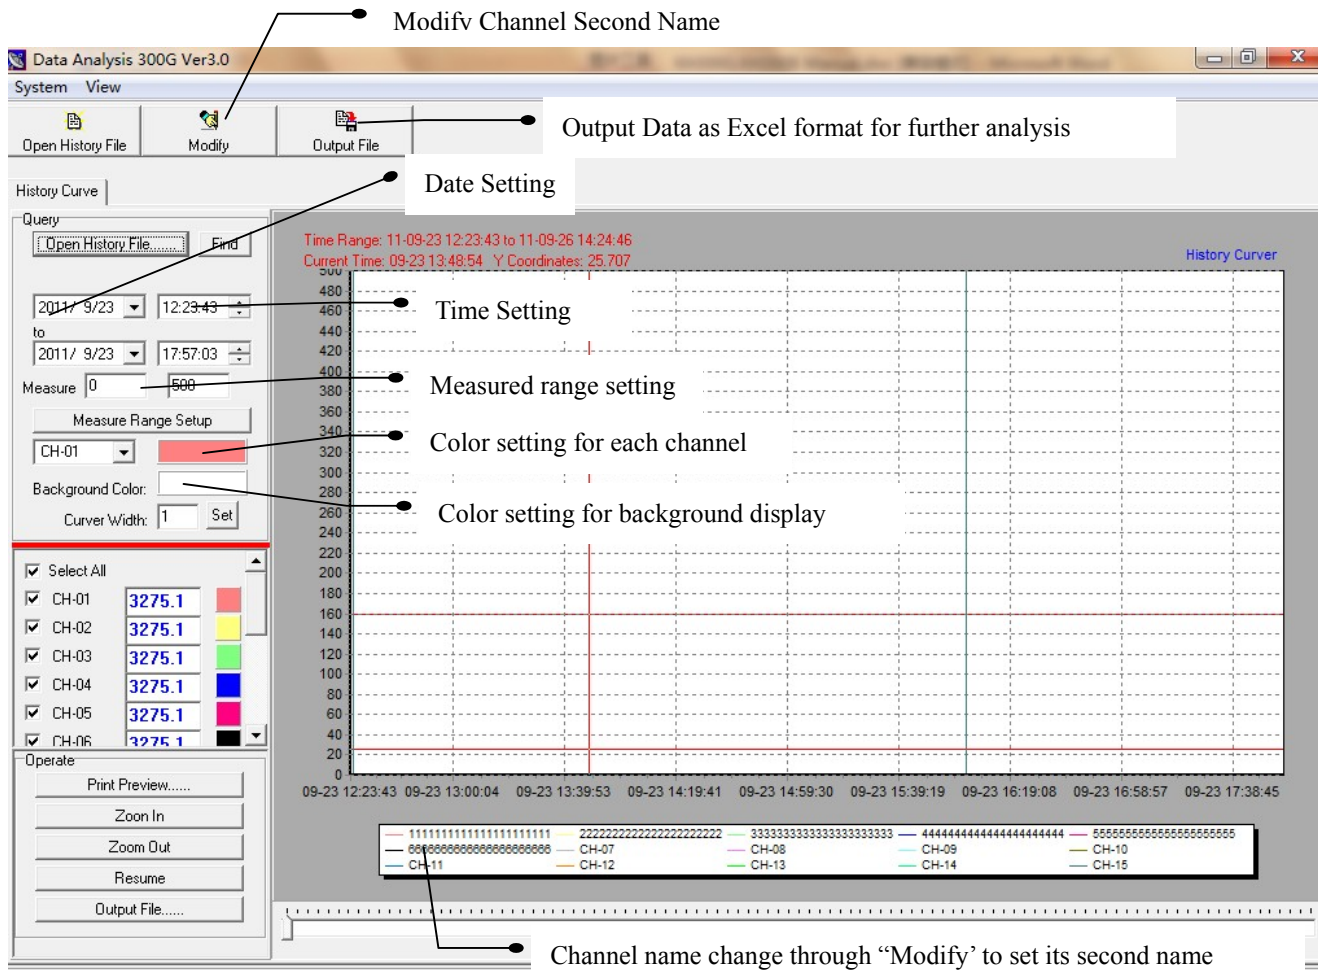 Modify Channel Second Name
Data Analysis 300G Ver3.0
System View
Open History File Modify Output File
Output Data as Excel format for further analysis
Date Setting
History Curve
Query
Open History File....... Find
Time Range: 11-09-23 12:23:43 to 11-09-26 14:24:46
Current Time: 09-23 13:48:54 Y Coordinates: 25.707
History Curver
2011/ 9/23 12:23:43
to
2011/ 9/23 17:57:03
Measure 0 500
Measure Range Setup
CH-01
Background Color:
Curver Width: 1 Set
Time Setting
Measured range setting
Color setting for each channel
Color setting for background display
500
480
460
440
420
400
380
360
340
320
300
280
260
240
220
200
180
160
140
120
100
80
60
40
20
0
09-23 12:23:43 09-23 13:00:04 09-23 13:39:53 09-23 14:19:41 09-23 14:59:30 09-23 15:39:19 09-23 16:19:08 09-23 16:58:57 09-23 17:38:45
Select All
CH-01 3275.1
CH-02 3275.1
CH-03 3275.1
CH-04 3275.1
CH-05 3275.1
CH-06 3275.1
Operate
Print Preview......
Zoon In
Zoom Out
Resume
Output File......
11111111111111111111 22222222222222222222 33333333333333333333 44444444444444444444 55555555555555555555
66666666666666666666 CH-07 CH-08 CH-09 CH-10
CH-11 CH-12 CH-13 CH-14 CH-15
Channel name change through “Modify’ to set its second name